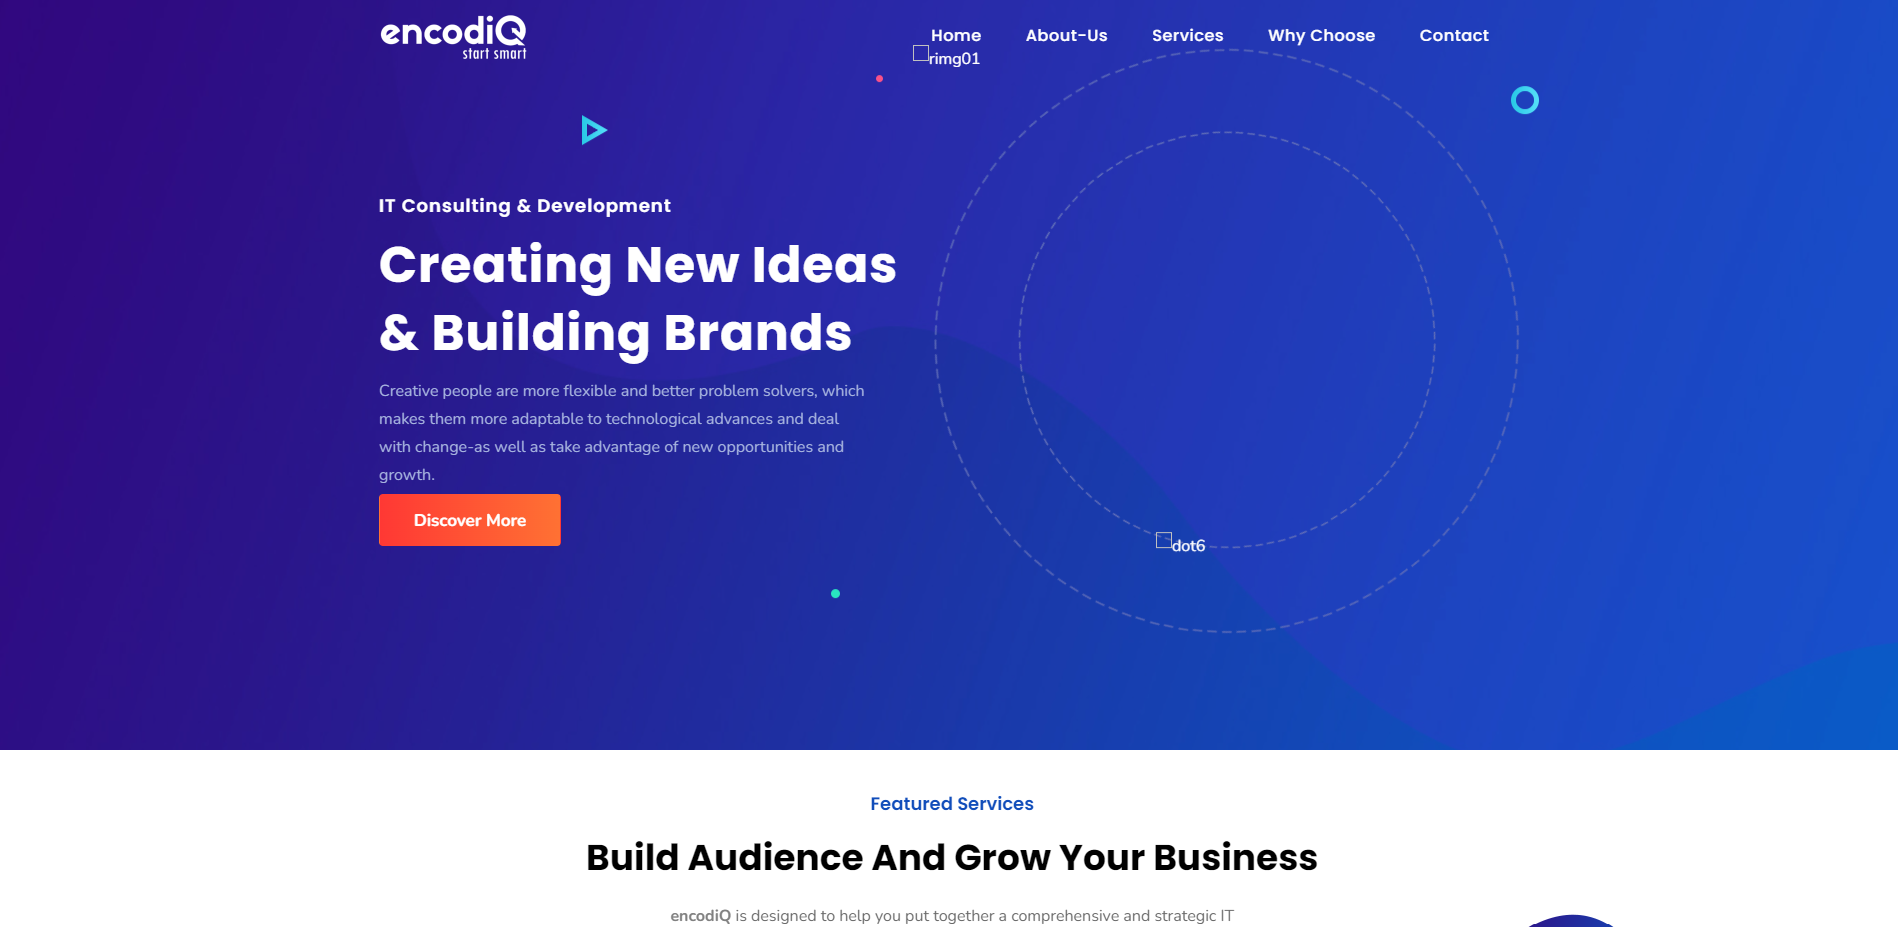 encodiQ
start smart
Home About-Us Services Why Choose Contact
rimg01
IT Consulting & Development
Creating New Ideas
& Building Brands
Creative people are more flexible and better problem solvers, which
makes them more adaptable to technological advances and deal
with change-as well as take advantage of new opportunities and
growth.
Discover More
dot6
Featured Services
Build Audience And Grow Your Business
encodiQ is designed to help you put together a comprehensive and strategic IT